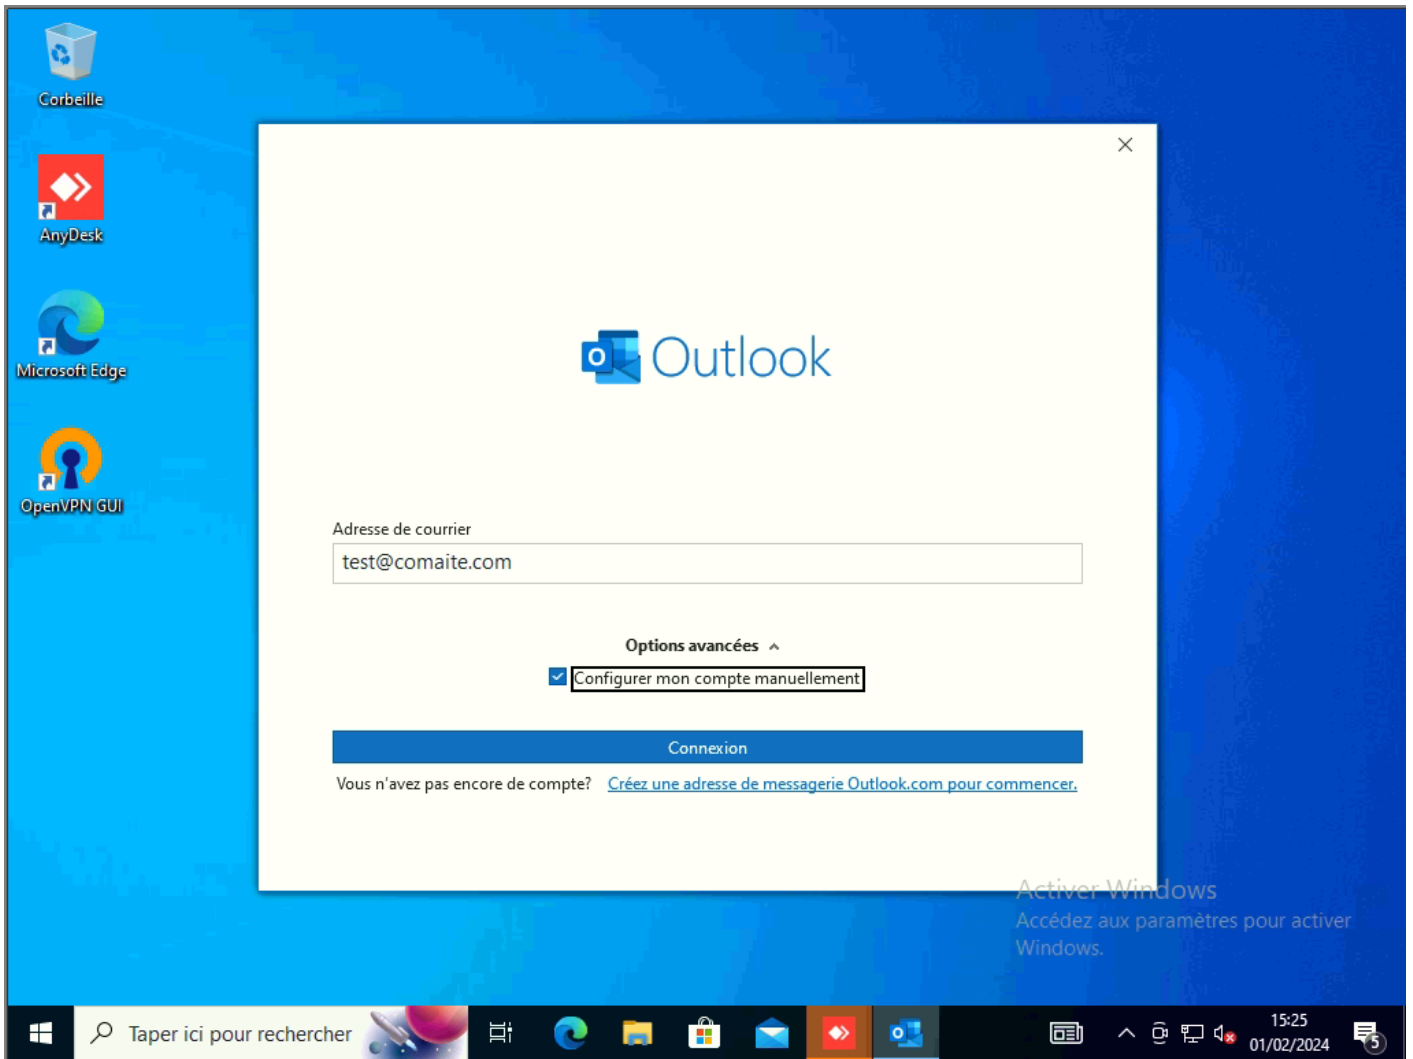 Corbeille
AnyDesk
Microsoft Edge
OpenVPN GUI
Outlook
Adresse de courrier
test@comaite.com
Options avancées
Configurer mon compte manuellement
Connexion
Vous n'avez pas encore de compte? Créez une adresse de messagerie Outlook.com pour commencer.
Activer Windows
Accédez aux paramètres pour activer
Windows.
Taper ici pour rechercher
15:25
01/02/2024
5